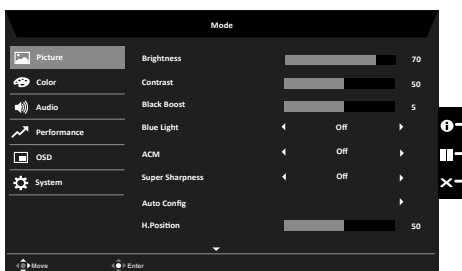 Mode
Picture
Color
Audio
Performance
OSD
System
Brightness 70
Contrast 50
Black Boost 5
Blue Light Off
ACM Off
Super Sharpness Off
Auto Config
H.Position 50
Move Enter